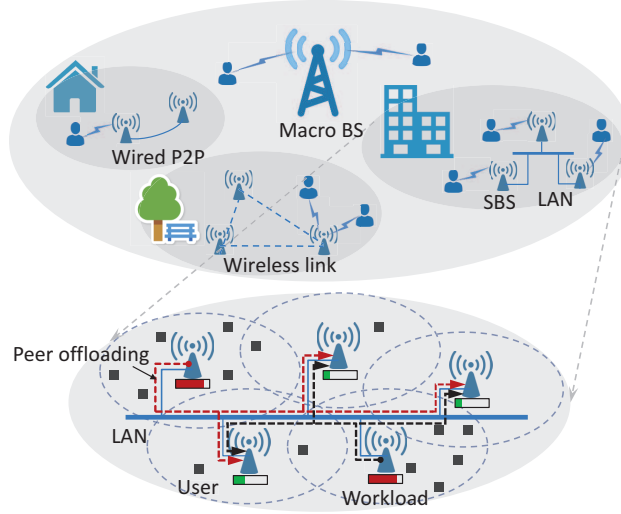 Macro BS
Wired P2P
SBS
LAN
Wireless link
Peer offloading
LAN
User
Workload